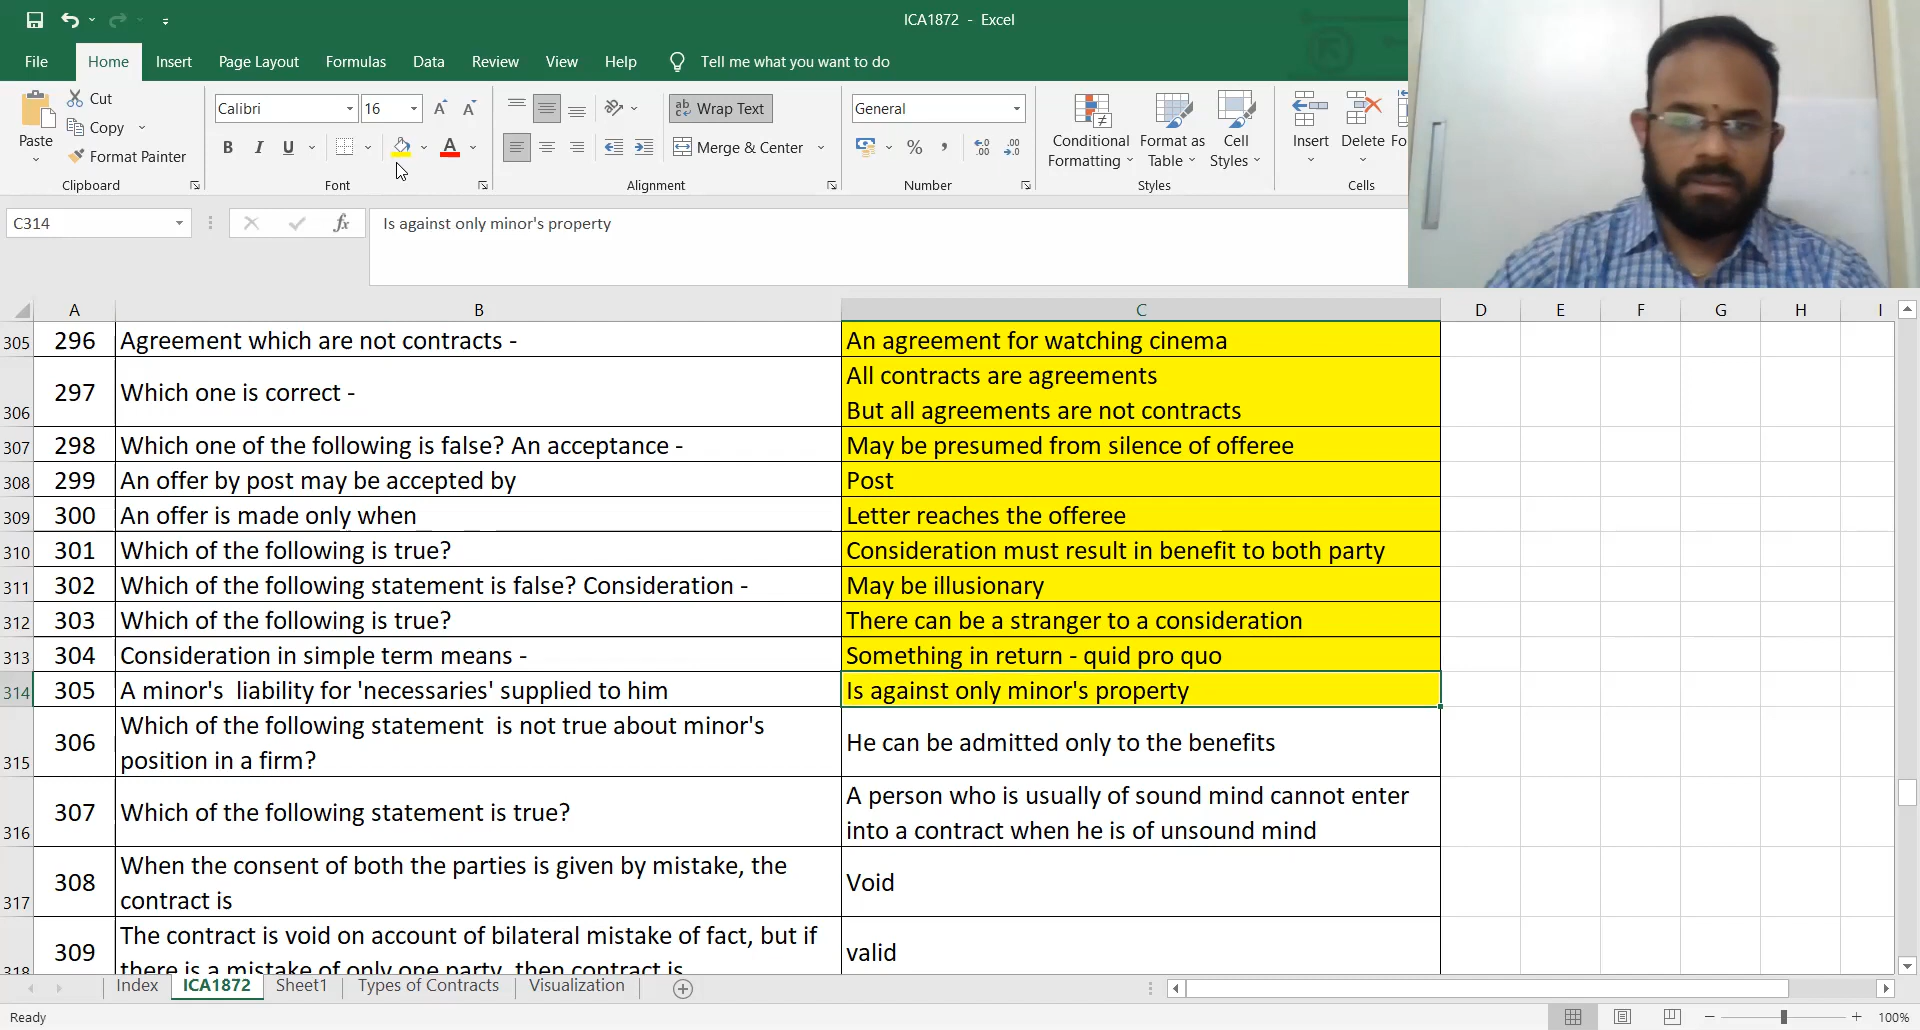 ICA1872 - Excel
File Home Insert Page Layout Formulas Data Review View Help Tell me what you want to do
Paste
Cut
Copy
Format Painter
Clipboard
Calibri 16
B I U
Font
Wrap Text
Merge & Center
Alignment
General
Number
Conditional Formatting
Format as Table
Cell Styles
Styles
Insert
Delete
Fo
Cells
C314
fx
Is against only minor's property
A B C D E F G H I
305 296 Agreement which are not contracts - An agreement for watching cinema
306 297 Which one is correct - All contracts are agreements
But all agreements are not contracts
307 298 Which one of the following is false? An acceptance - May be presumed from silence of offeree
308 299 An offer by post may be accepted by Post
309 300 An offer is made only when Letter reaches the offeree
310 301 Which of the following is true? Consideration must result in benefit to both party
311 302 Which of the following statement is false? Consideration - May be illusionary
312 303 Which of the following is true? There can be a stranger to a consideration
313 304 Consideration in simple term means - Something in return - quid pro quo
314 305 A minor's liability for 'necessaries' supplied to him Is against only minor's property
315 306 Which of the following statement is not true about minor's
position in a firm? He can be admitted only to the benefits
316 307 Which of the following statement is true? A person who is usually of sound mind cannot enter
into a contract when he is of unsound mind
317 308 When the consent of both the parties is given by mistake, the
contract is Void
318 309 The contract is void on account of bilateral mistake of fact, but if
there is a mistake of only one party, then contract is valid
Index ICA1872 Sheet1 Types of Contracts Visualization
Ready 100%